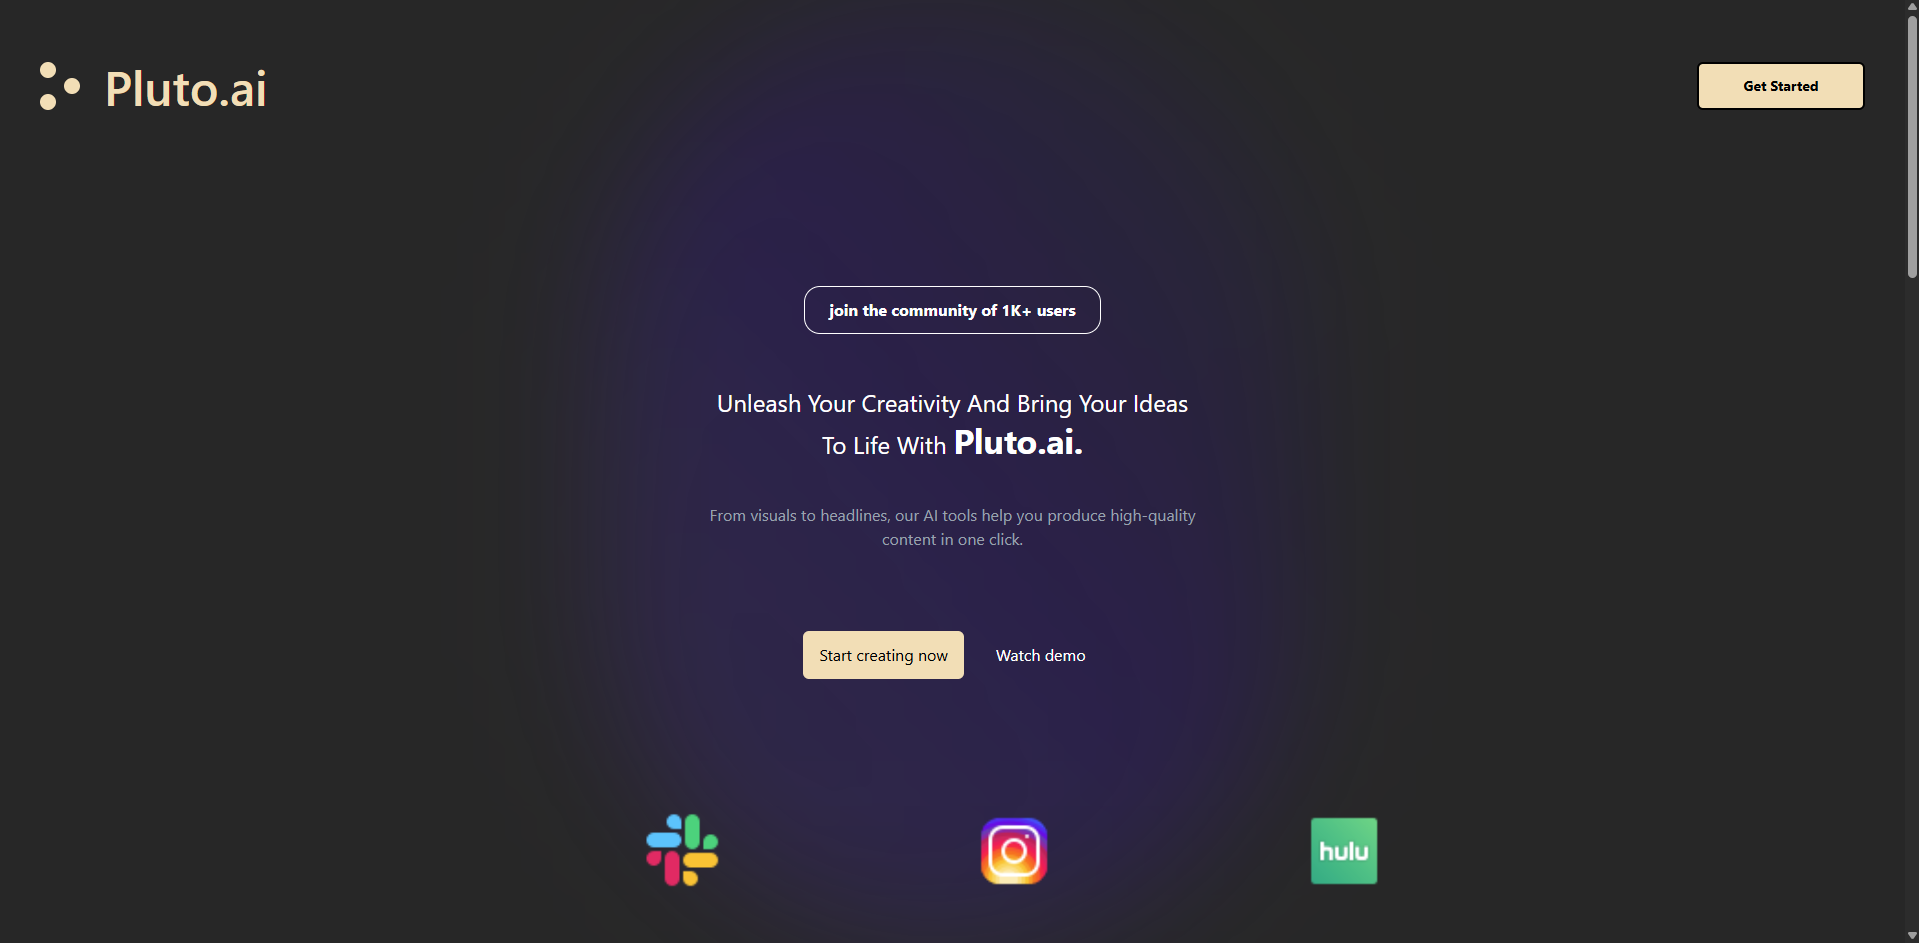 Pluto.ai
Get Started
join the community of 1K+ users
Unleash Your Creativity And Bring Your Ideas
To Life With Pluto.ai.
From visuals to headlines, our AI tools help you produce high-quality
content in one click.
Start creating now
Watch demo
hulu